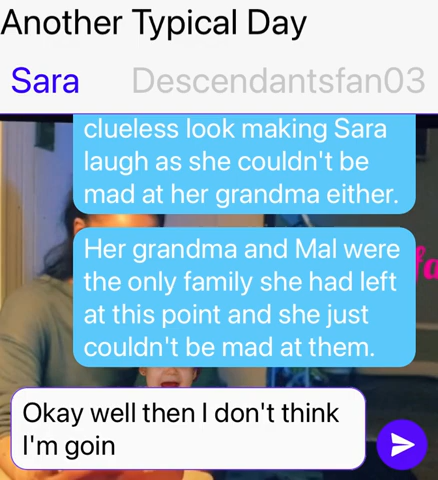 Another Typical Day
Sara Descendantsfan03
clueless look making Sara
laugh as she couldn't be
mad at her grandma either.
Her grandma and Mal were
the only family she had left
at this point and she just
couldn't be mad at them.
fa
Okay well then I don't think
I'm goin